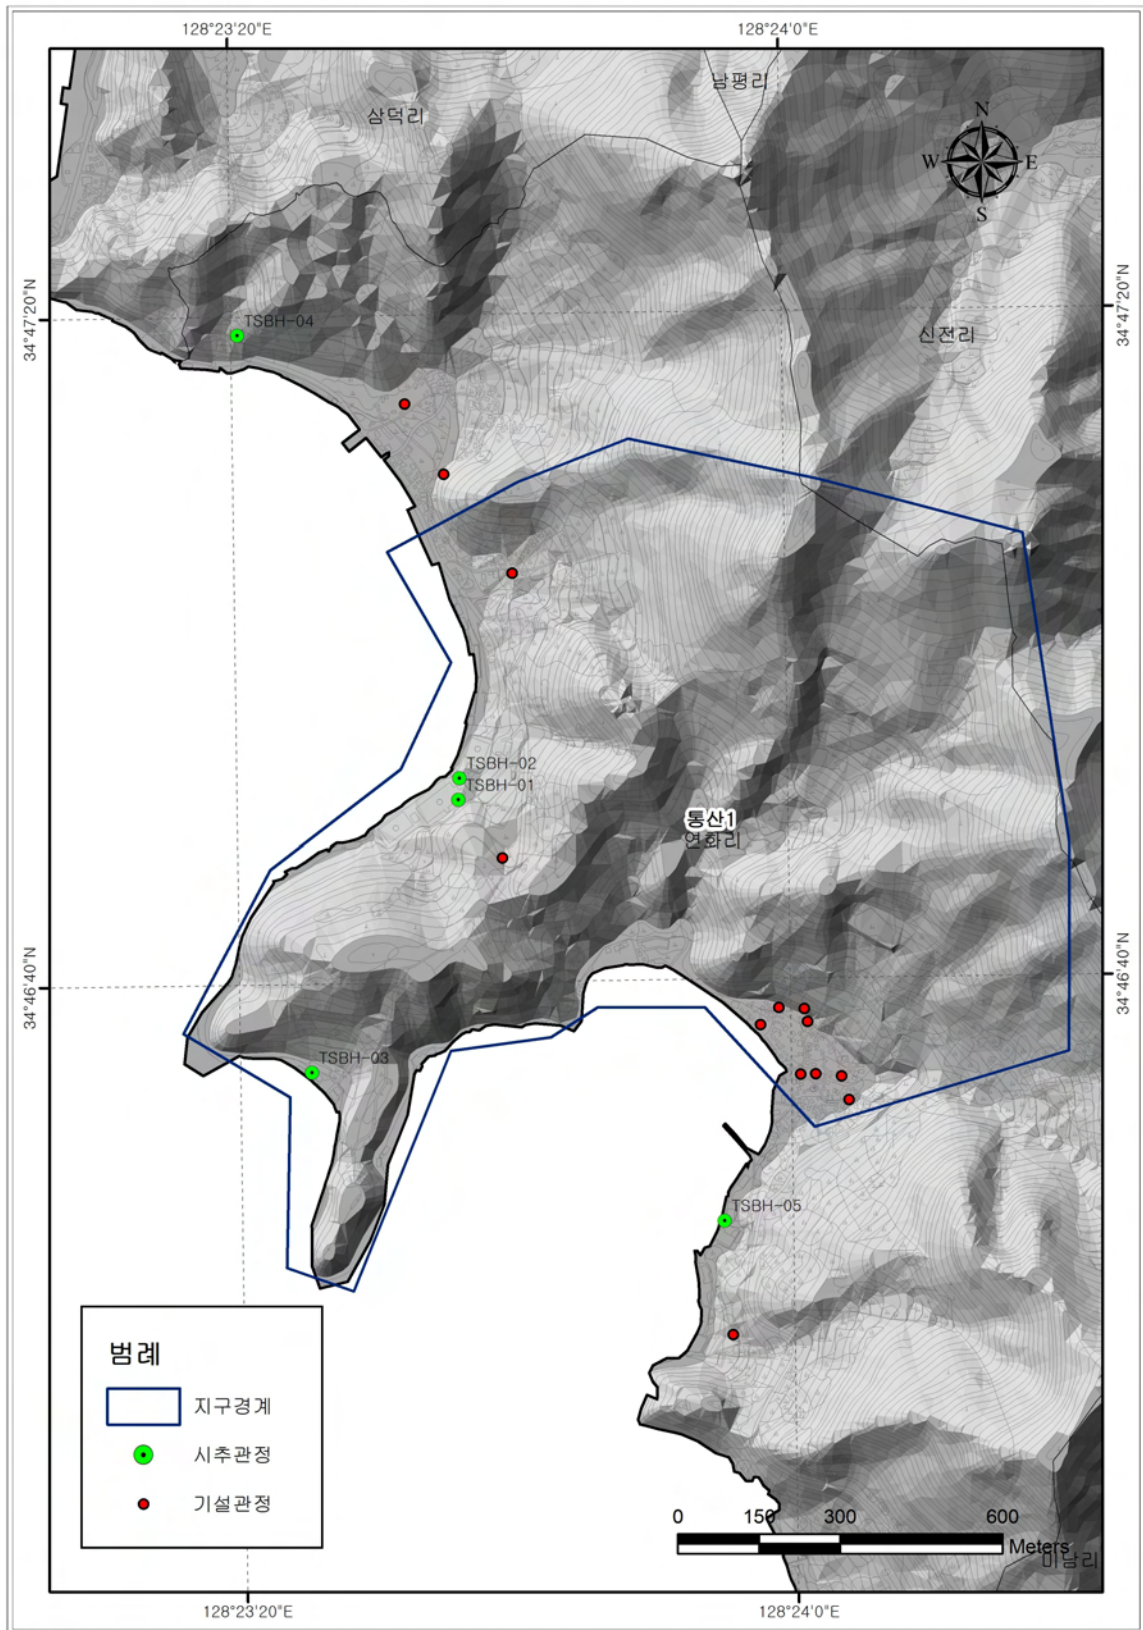 128°23'20"E
128°24'0"E
남평리
삼덕리
N
W
E
S
34°47'20"N
34°47'20"N
TSBH-04
신전리
TSBH-02
TSBH-01
통산1
연화리
34°46'40"N
34°46'40"N
TSBH-03
TSBH-05
범례
지구경계
시추관정
기설관정
0 150 300 600
Meters
미남리
128°23'20"E
128°24'0"E